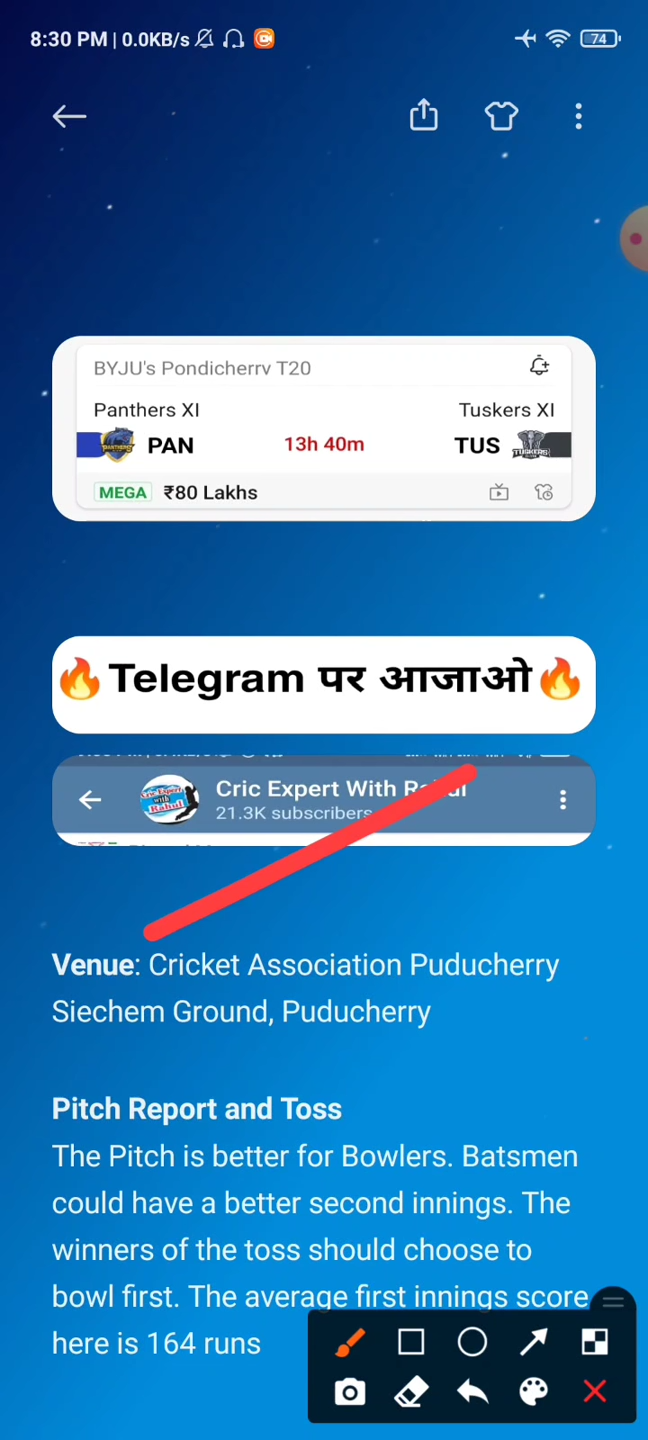 8:30 PM | 0.0KB/s
74
BYJU's Pondicherry T20
Panthers XI
Tuskers XI
PAN
13h 40m
TUS
MEGA ₹80 Lakhs
🔥Telegram पर आजाओ🔥
Cric Expert With Rahul
21.3K subscribers
Venue: Cricket Association Puducherry
Siechem Ground, Puducherry
Pitch Report and Toss
The Pitch is better for Bowlers. Batsmen
could have a better second innings. The
winners of the toss should choose to
bowl first. The average first innings score
here is 164 runs